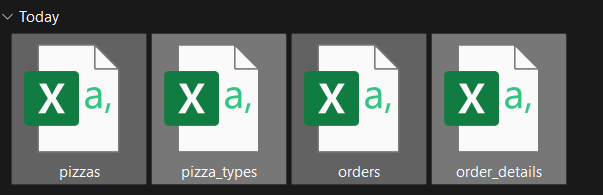 Today
X a, X a, X a, X a,
pizzas pizza_types orders order_details